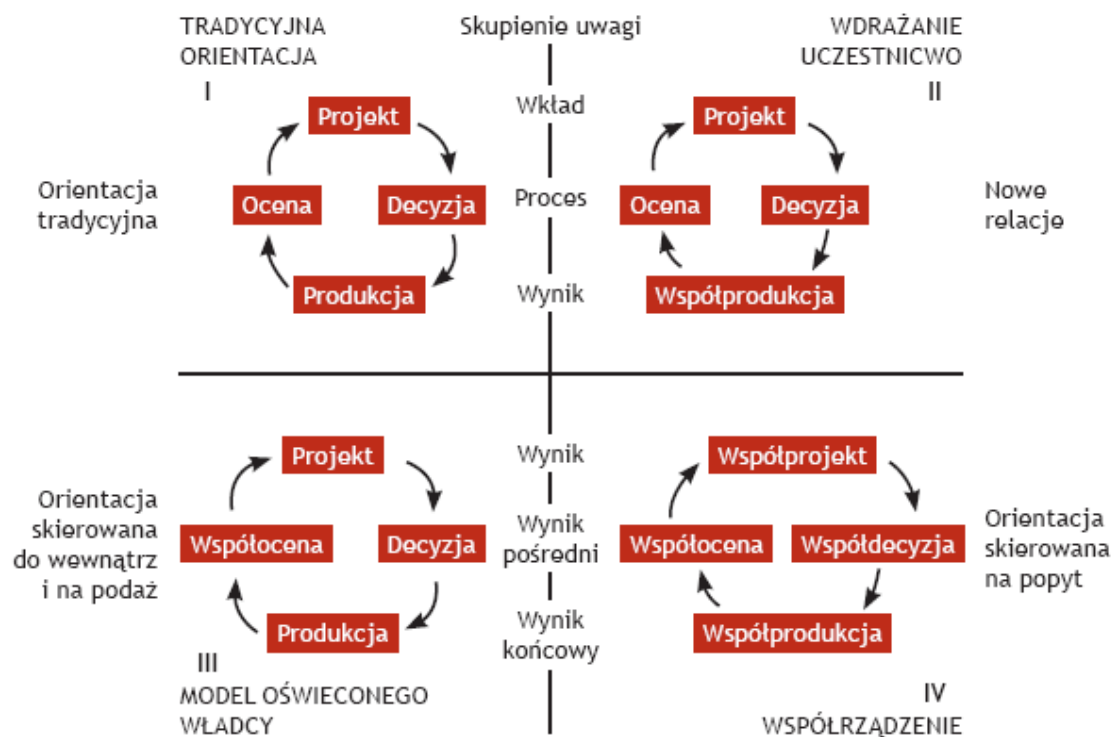 TRADYCYJNA
ORIENTACJA
I
Skupienie uwagi
WDRAŻANIE
UCZESTNICWO
II
Projekt
Wkład
Projekt
Orientacja
tradycyjna
Ocena
Decyzja
Proces
Ocena
Decyzja
Nowe
relacje
Produkcja
Wynik
Współprodukcja
Projekt
Wynik
Współprojekt
Orientacja
skierowana
do wewnątrz
i na podaż
Współocena
Decyzja
Wynik
pośredni
Współocena
Współdecyzja
Orientacja
skierowana
na popyt
Produkcja
Wynik
końcowy
Współprodukcja
III
MODEL OŚWIECONEGO
WŁADCY
IV
WSPÓŁRZĄDZENIE